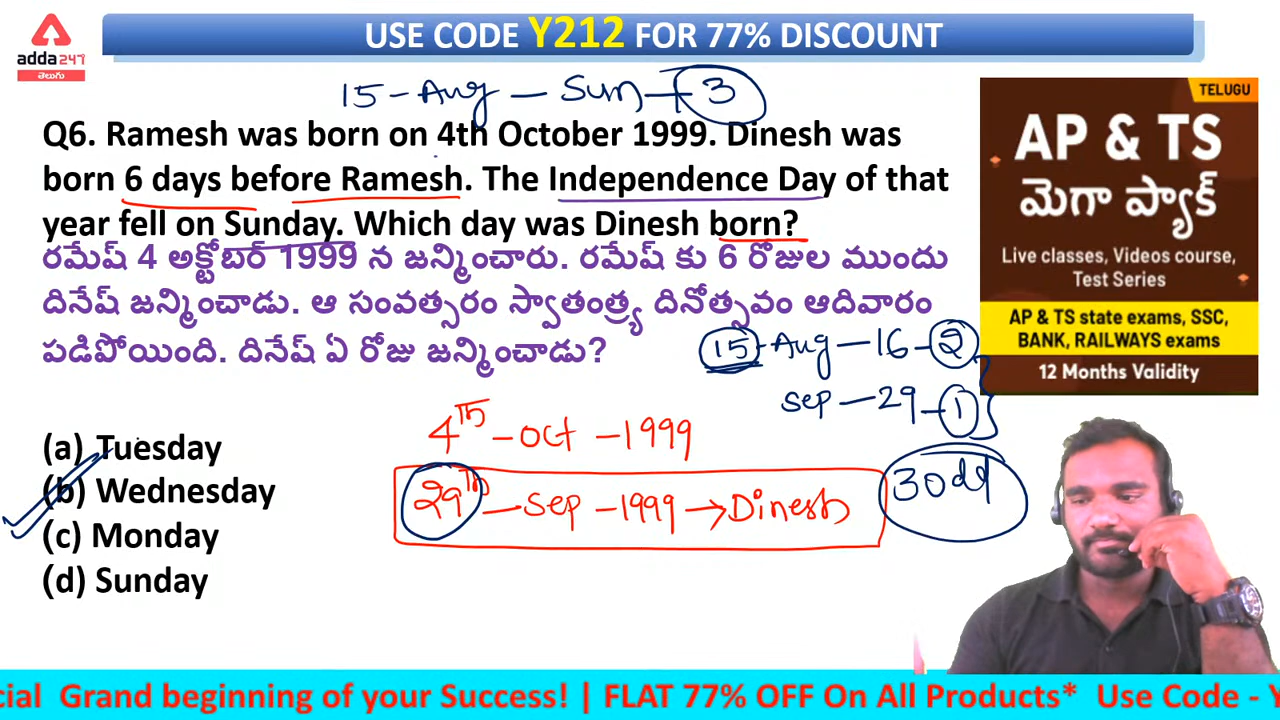 USE CODE Y212 FOR 77% DISCOUNT
adda247
తెలుగు
15-Aug - Sun + 3
Q6. Ramesh was born on 4th October 1999. Dinesh was
born 6 days before Ramesh. The Independence Day of that
year fell on Sunday. Which day was Dinesh born?
రమేష్ 4 అక్టోబర్ 1999 న జన్మించారు. రమేష్ కు 6 రోజుల ముందు
దినేష్ జన్మించాడు. ఆ సంవత్సరం స్వాతంత్ర్య దినోత్సవం ఆదివారం
పడిపోయింది. దినేష్ ఏ రోజు జన్మించాడు?
15-Aug-16-2
Sep-29-1
30
4th-Oct-1999
29th-Sep-1999→Dinesh
(a) Tuesday
(b) Wednesday
(c) Monday
(d) Sunday
TELUGU
AP & TS
మెగా ప్యాక్
Live classes, Videos course,
Test Series
AP & TS state exams, SSC,
BANK, RAILWAYS exams
12 Months Validity
cial Grand beginning of your Success! | FLAT 77% OFF On All Products* Use Code - Y